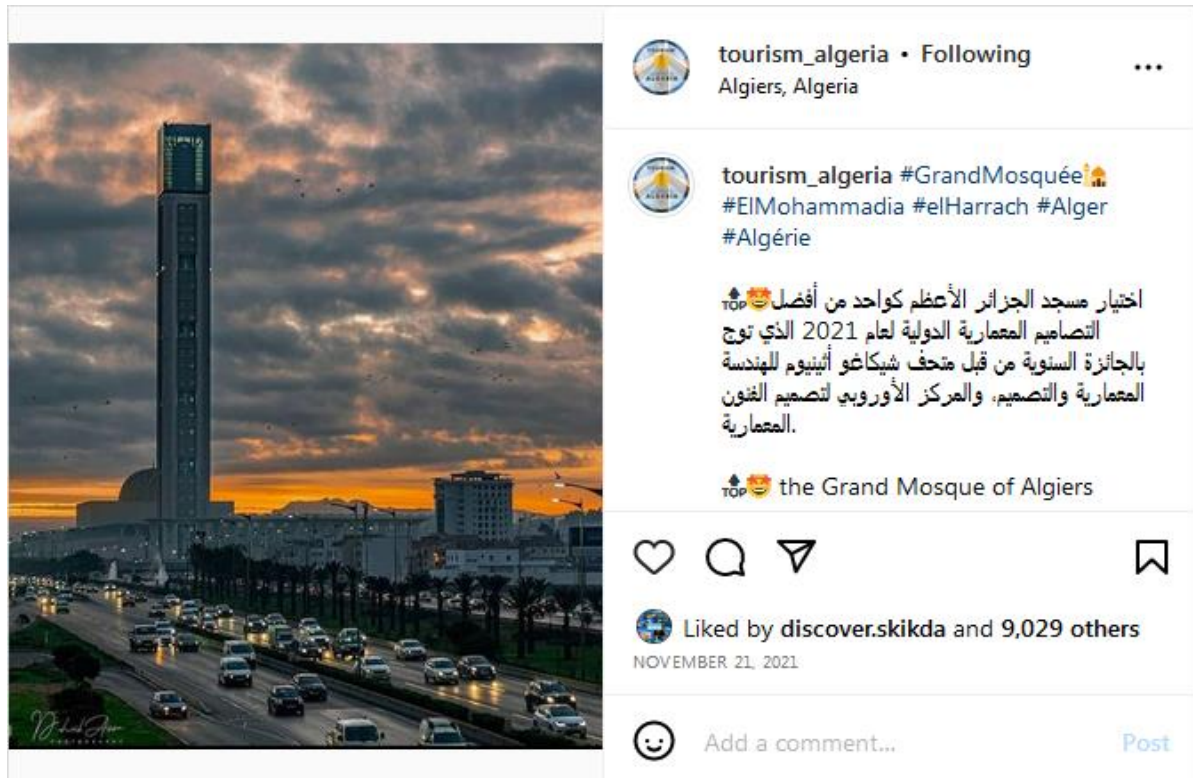 tourism_algeria • Following
Algiers, Algeria
tourism_algeria #GrandMosquée🕌
#ElMohammadia #elHarrach #Alger
#Algérie
🔝🤩اختيار مسجد الجزائر الأعظم كواحد من أفضل
التصاميم المعمارية الدولية لعام 2021 الذي توج
بالجائزة السنوية من قبل متحف شيكاغو أثينيوم للهندسة
المعمارية والتصميم، والمركز الأوروبي لتصميم الفنون
المعمارية.
🔝🤩 the Grand Mosque of Algiers
Liked by discover.skikda and 9,029 others
NOVEMBER 21, 2021
Add a comment... Post
PHOTOGRAPHY